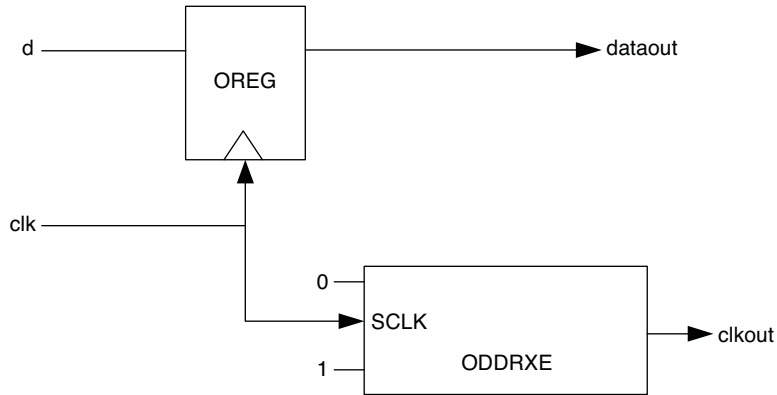 d
OREG
dataout
clk
0
SCLK
clkout
ODDRXE
1